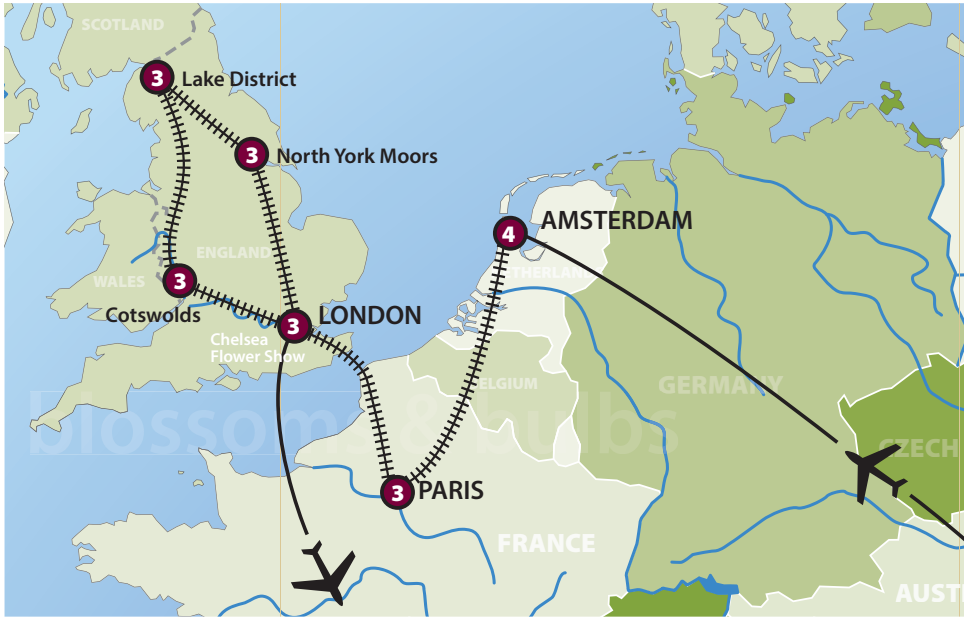 SCOTLAND
3
Lake District
3
North York Moors
4
AMSTERDAM
ENGLAND
WALES
3
Cotswolds
3
LONDON
Chelsea
Flower Show
GERMANY
blossoms & bulbs
CZECH
3
PARIS
FRANCE